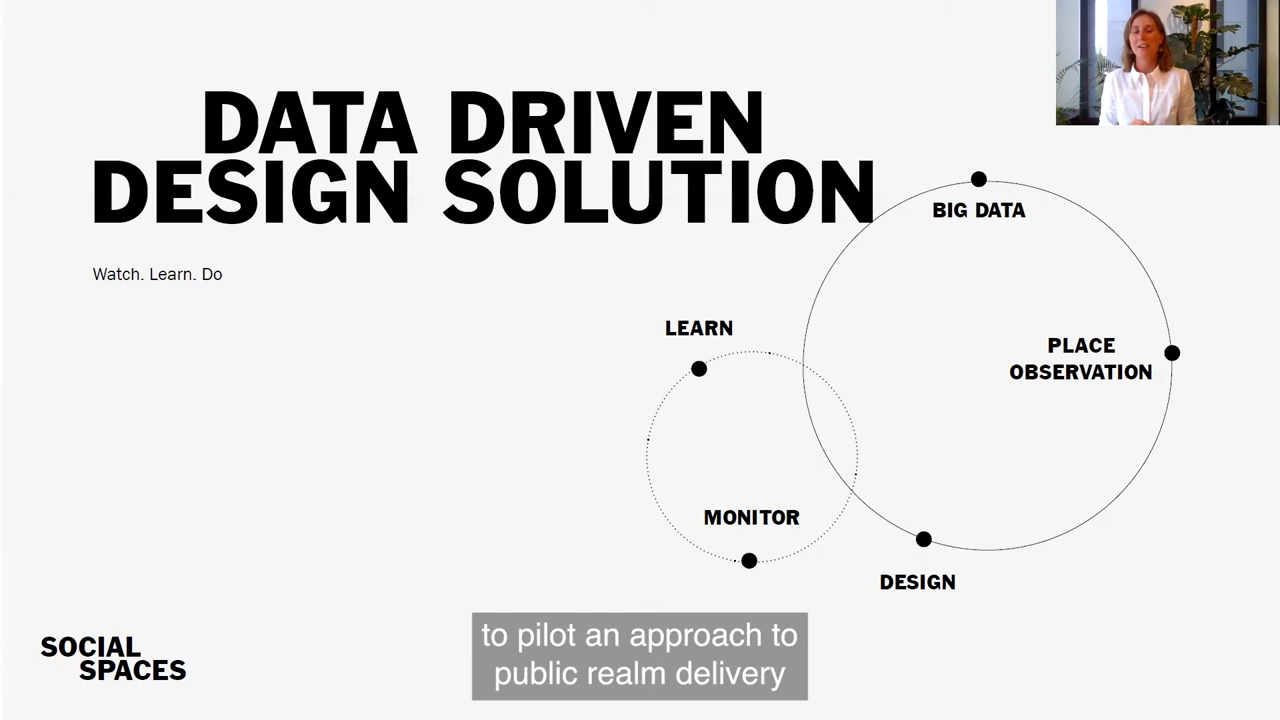 DATA DRIVEN
DESIGN SOLUTION
Watch. Learn. Do
BIG DATA
LEARN
PLACE
OBSERVATION
MONITOR
DESIGN
to pilot an approach to
public realm delivery
SOCIAL
SPACES